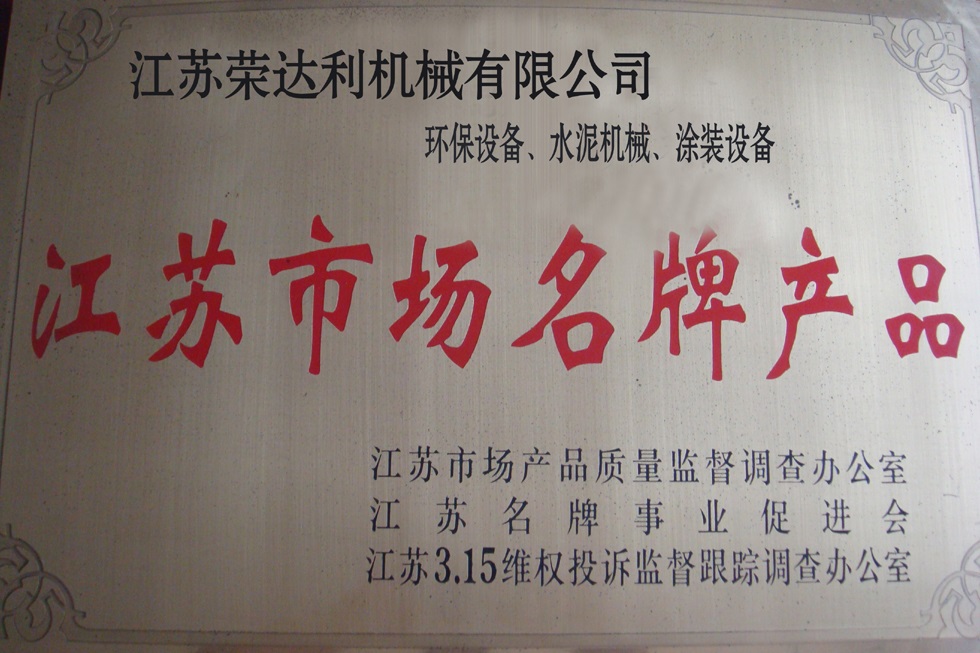 江苏荣达利机械有限公司
环保设备、水泥机械、涂装设备
江苏市场名牌产品
江苏市场产品质量监督调查办公室
江苏名牌事业促进会
江苏3.15维权投诉监督跟踪调查办公室